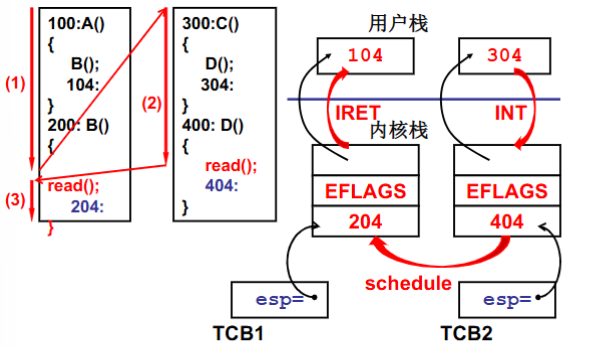 100:A()
{
B();
104:
}
200: B()
{
read();
204:
}
(1)
(2)
(3)
300:C()
{
D();
304:
}
400: D()
{
read();
404:
}
用户栈
104
304
IRET
INT
内核栈
EFLAGS
EFLAGS
204
404
schedule
esp=
esp=
TCB1
TCB2